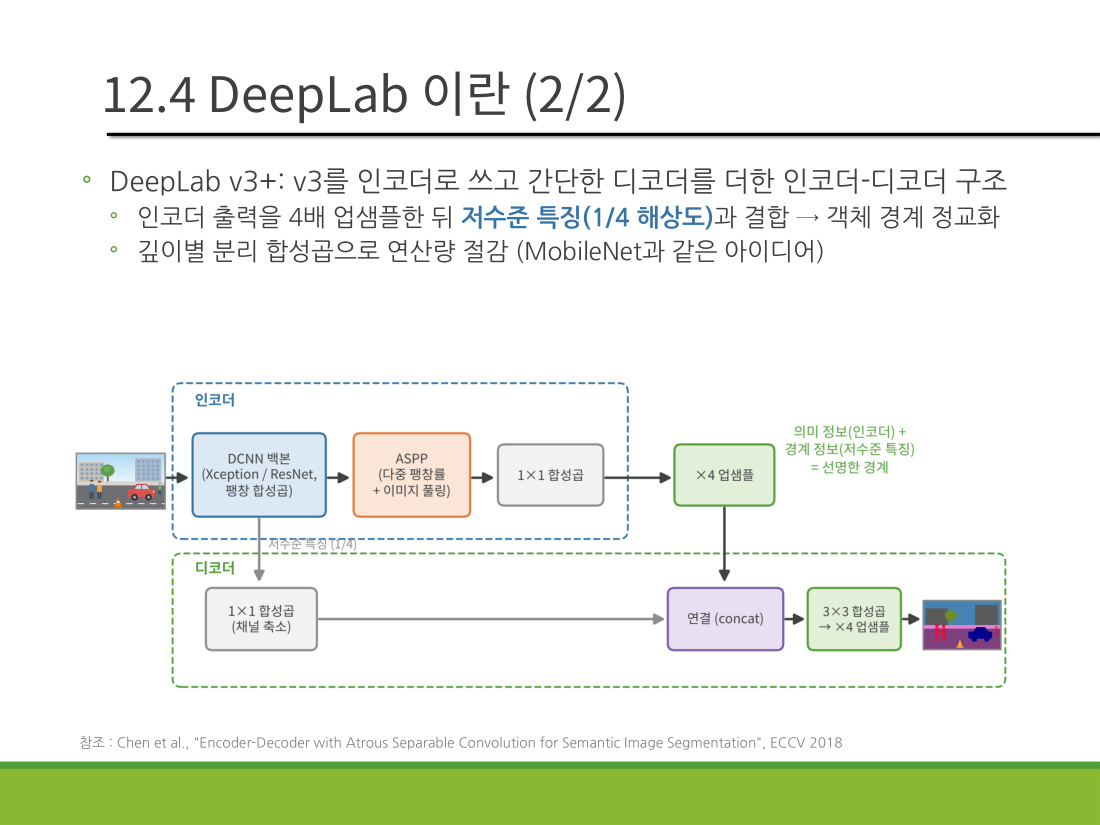 12.4 DeepLab 이란 (2/2)
DeepLab v3+: v3를 인코더로 쓰고 간단한 디코더를 더한 인코더-디코더 구조
인코더 출력을 4배 업샘플한 뒤 저수준 특징(1/4 해상도)과 결합 → 객체 경계 정교화
깊이별 분리 합성곱으로 연산량 절감 (MobileNet과 같은 아이디어)
인코더
DCNN 백본
(Xception / ResNet,
팽창 합성곱)
ASPP
(다중 팽창률
+ 이미지 풀링)
1×1 합성곱
×4 업샘플
의미 정보(인코더) +
경계 정보(저수준 특징)
= 선명한 경계
저수준 특징 (1/4)
디코더
1×1 합성곱
(채널 축소)
연결 (concat)
3×3 합성곱
→ ×4 업샘플
참조 : Chen et al., "Encoder-Decoder with Atrous Separable Convolution for Semantic Image Segmentation", ECCV 2018